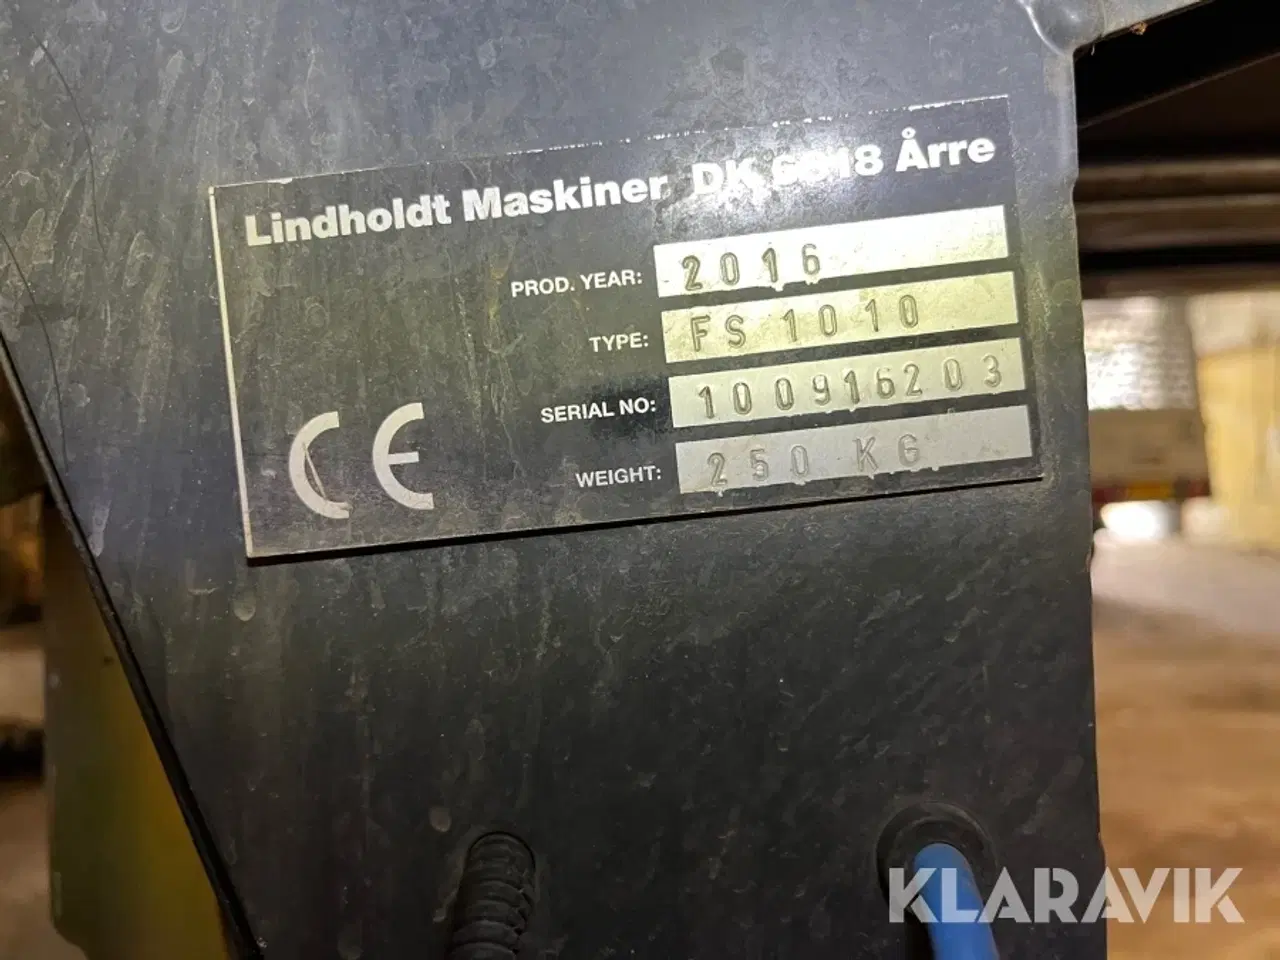 Lindholdt Maskiner DK 6818 Årre
PROD. YEAR: 2016
TYPE: FS 1010
SERIAL NO: 100916203
WEIGHT: 250 KG
CE
KLARAVIK